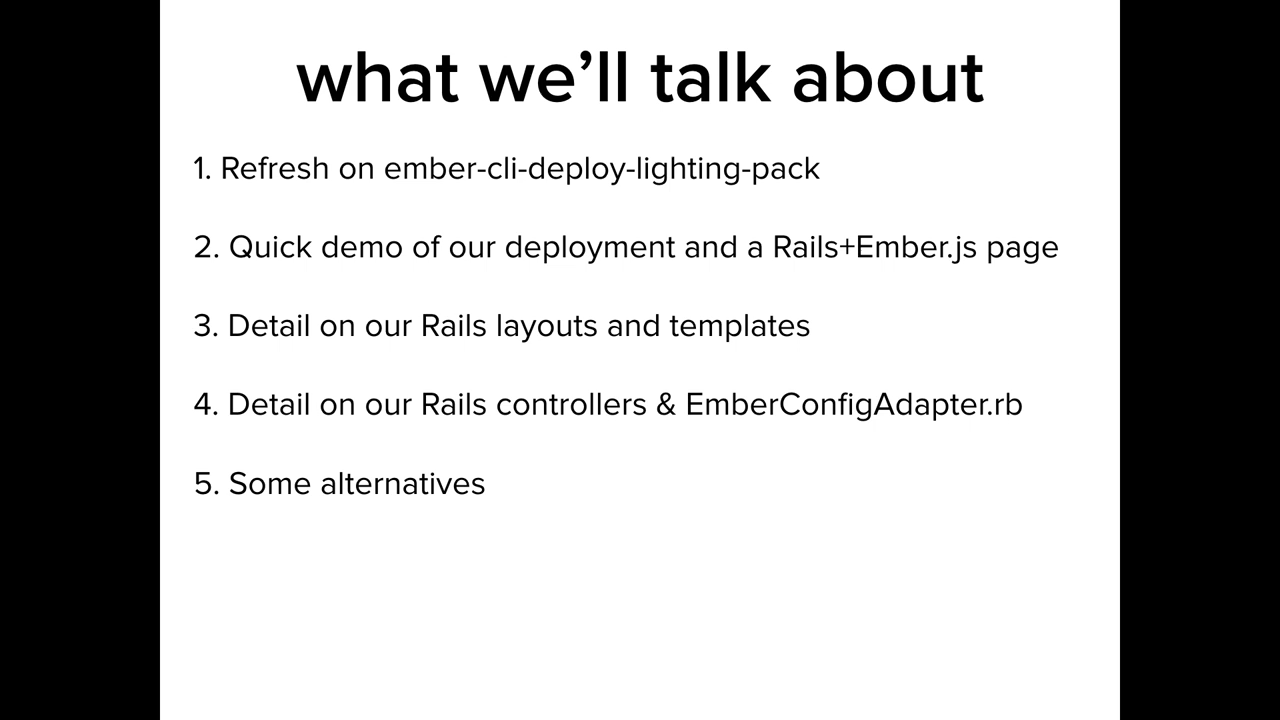 what we’ll talk about
1. Refresh on ember-cli-deploy-lighting-pack
2. Quick demo of our deployment and a Rails+Ember.js page
3. Detail on our Rails layouts and templates
4. Detail on our Rails controllers & EmberConfigAdapter.rb
5. Some alternatives